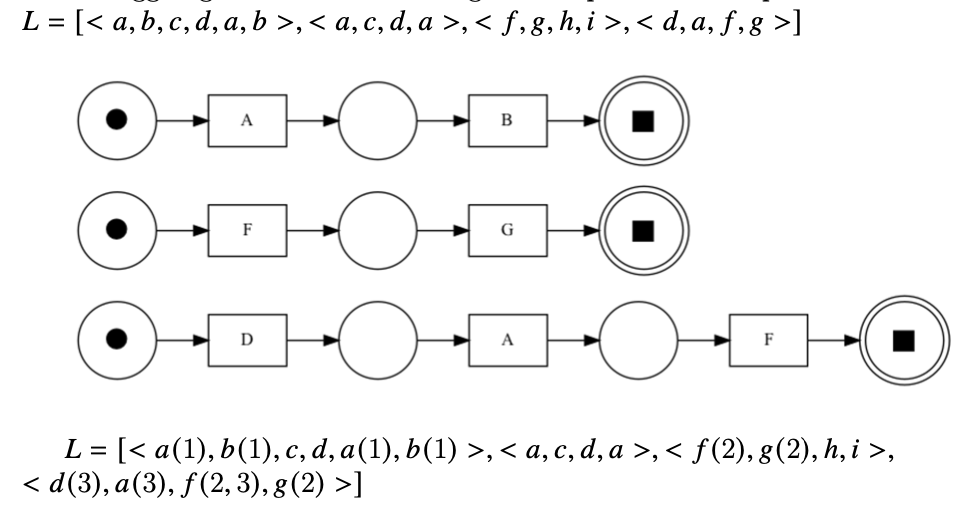 L = [< a, b, c, d, a, b >, < a, c, d, a >, < f, g, h, i >, < d, a, f, g >]
A B
F G
D A F
L = [< a(1), b(1), c, d, a(1), b(1) >, < a, c, d, a >, < f(2), g(2), h, i >,
< d(3), a(3), f(2, 3), g(2) >]